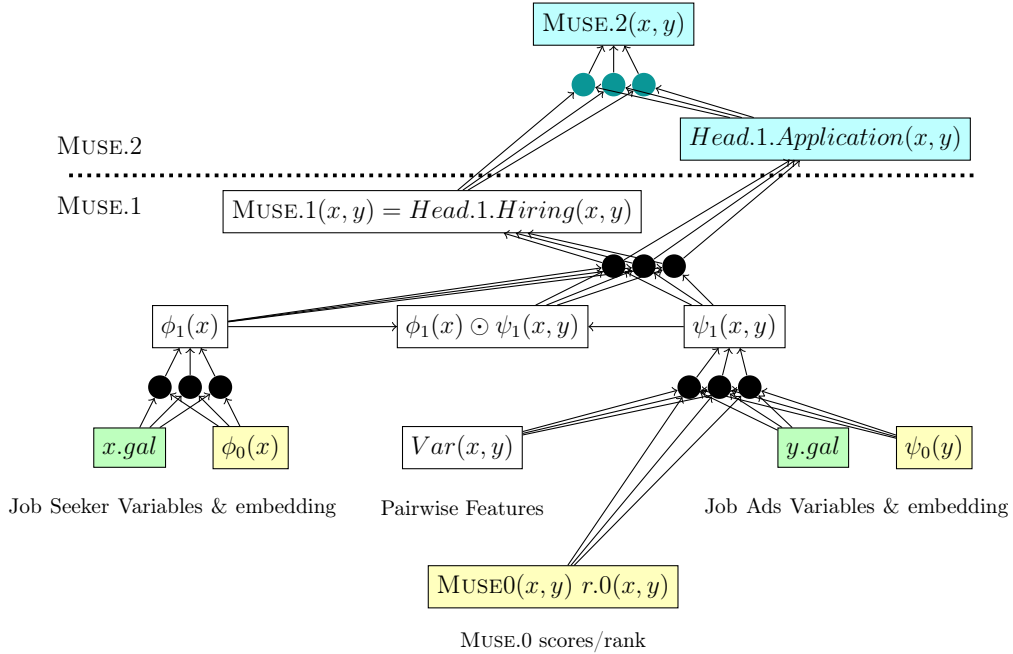 MUSE.2(x, y)
MUSE.2
Head.1.Application(x, y)
MUSE.1
MUSE.1(x, y) = Head.1.Hiring(x, y)
ϕ₁(x)
ϕ₁(x) ⊙ ψ₁(x, y)
ψ₁(x, y)
x.gal
ϕ₀(x)
Var(x, y)
y.gal
ψ₀(y)
Job Seeker Variables & embedding
Pairwise Features
Job Ads Variables & embedding
MUSE0(x, y) r.0(x, y)
MUSE.0 scores/rank